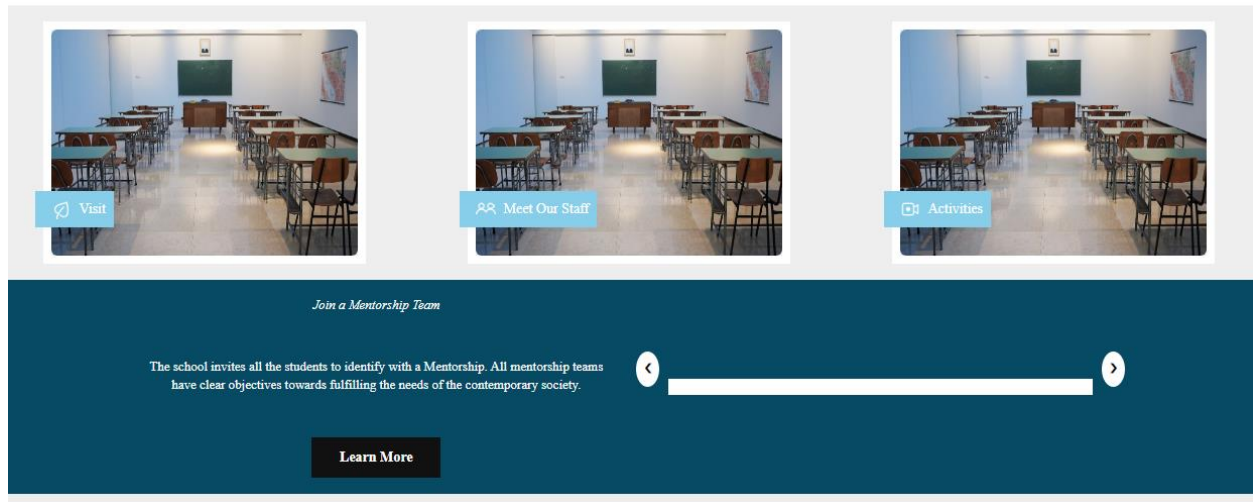 Visit
Meet Our Staff
Activities
Join a Mentorship Team
The school invites all the students to identify with a Mentorship. All mentorship teams
have clear objectives towards fulfilling the needs of the contemporary society.
Learn More